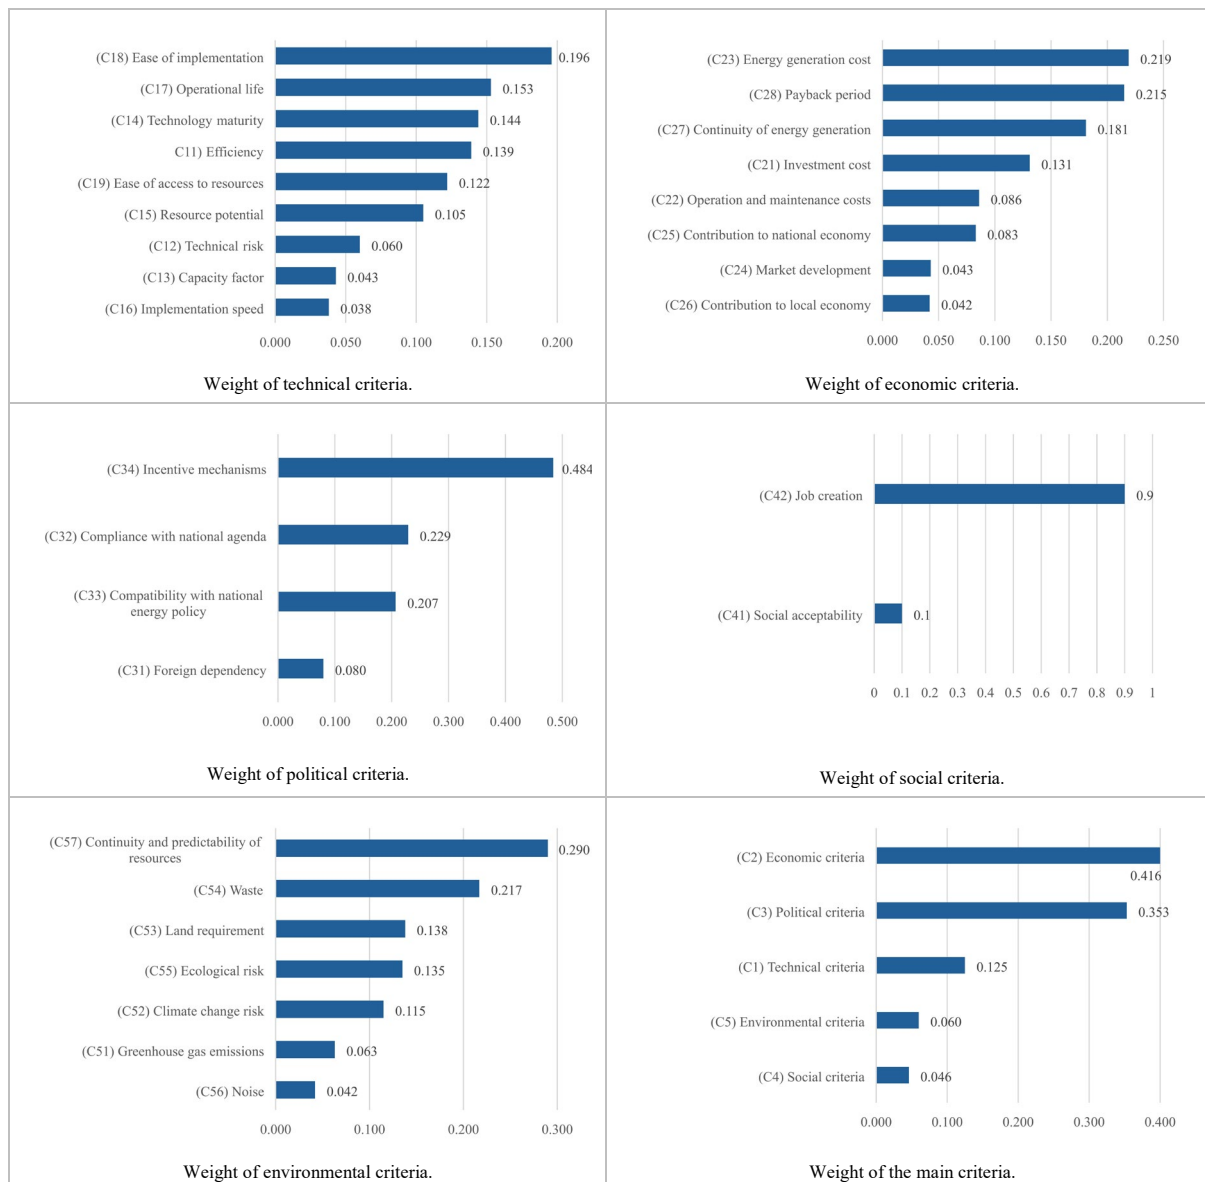 (C18) Ease of implementation 0.196
(C17) Operational life 0.153
(C14) Technology maturity 0.144
C11) Efficiency 0.139
(C19) Ease of access to resources 0.122
(C15) Resource potential 0.105
(C12) Technical risk 0.060
(C13) Capacity factor 0.043
(C16) Implementation speed 0.038
0.000 0.050 0.100 0.150 0.200
Weight of technical criteria.
(C23) Energy generation cost 0.219
(C28) Payback period 0.215
(C27) Continuity of energy generation 0.181
(C21) Investment cost 0.131
(C22) Operation and maintenance costs 0.086
(C25) Contribution to national economy 0.083
(C24) Market development 0.043
(C26) Contribution to local economy 0.042
0.000 0.050 0.100 0.150 0.200 0.250
Weight of economic criteria.
(C34) Incentive mechanisms 0.484
(C32) Compliance with national agenda 0.229
(C33) Compatibility with national
energy policy 0.207
(C31) Foreign dependency 0.080
0.000 0.100 0.200 0.300 0.400 0.500
Weight of political criteria.
(C42) Job creation 0.9
(C41) Social acceptability 0.1
0 0.1 0.2 0.3 0.4 0.5 0.6 0.7 0.8 0.9 1
Weight of social criteria.
(C57) Continuity and predictability of
resources 0.290
(C54) Waste 0.217
(C53) Land requirement 0.138
(C55) Ecological risk 0.135
(C52) Climate change risk 0.115
(C51) Greenhouse gas emissions 0.063
(C56) Noise 0.042
0.000 0.100 0.200 0.300
Weight of environmental criteria.
(C2) Economic criteria
0.416
(C3) Political criteria 0.353
(C1) Technical criteria 0.125
(C5) Environmental criteria 0.060
(C4) Social criteria 0.046
0.000 0.100 0.200 0.300 0.400
Weight of the main criteria.